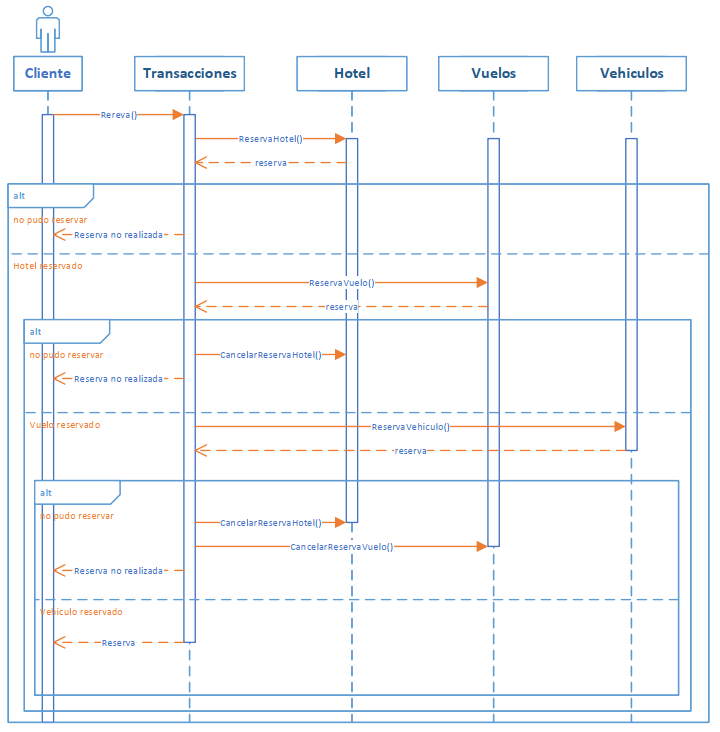 Cliente
Transacciones
Hotel
Vuelos
Vehiculos
Rereva()
ReservaHotel()
reserva
alt
no pudo reservar
Reserva no realizada
Hotel reservado
ReservaVuelo()
reserva
alt
no pudo reservar
CancelarReservaHotel()
Reserva no realizada
Vuelo reservado
ReservaVehiculo()
reserva
alt
no pudo reservar
CancelarReservaHotel()
CancelarReservaVuelo()
Reserva no realizada
Vehiculo reservado
Reserva